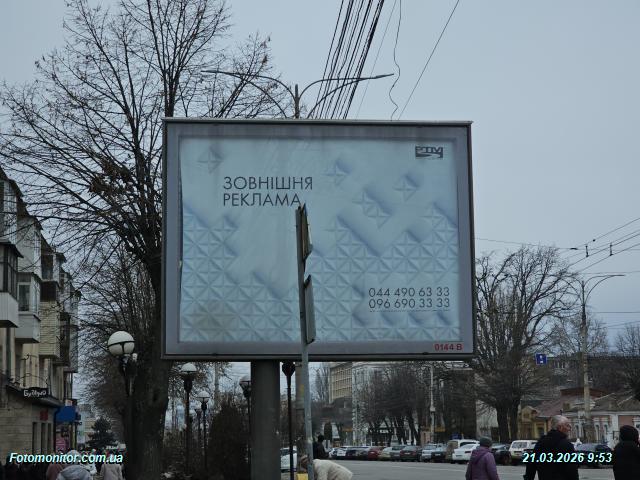 РТМ
ЗОВНІШНЯ
РЕКЛАМА
044 490 63 33
096 690 33 33
0144 В
Fotomonitor.com.ua
21.03.2026 9:53